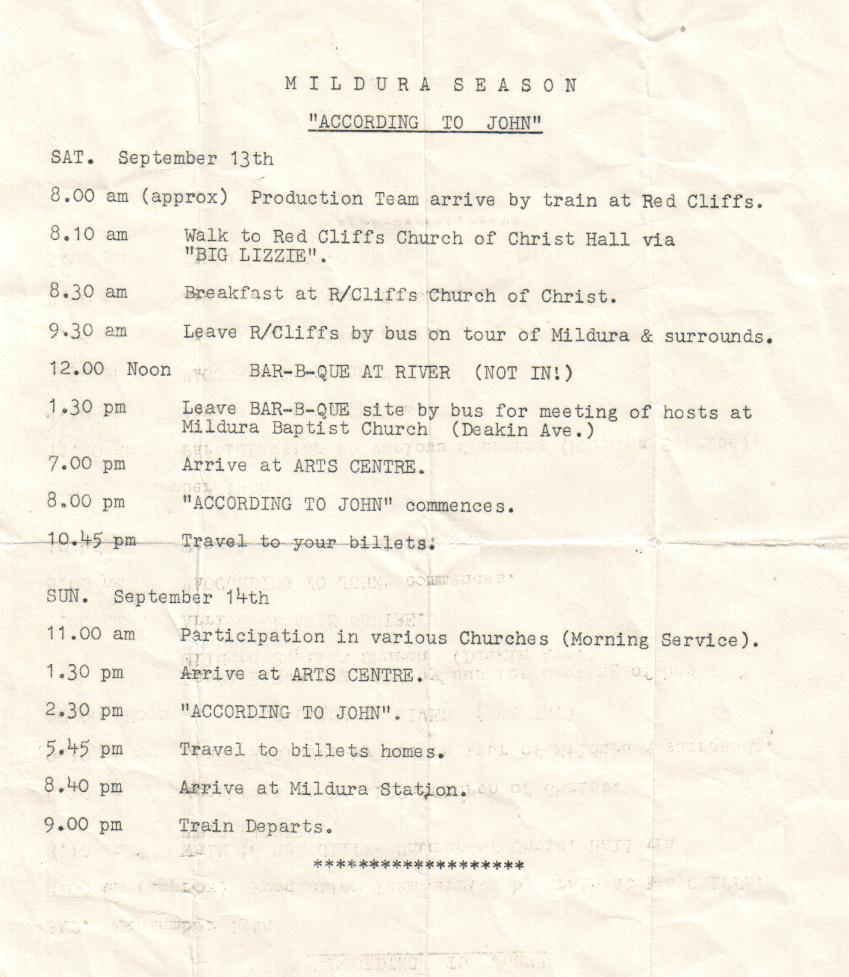 MILDURA SEASON
"ACCORDING TO JOHN"
SAT. September 13th
8.00 am (approx) Production Team arrive by train at Red Cliffs.
8.10 am Walk to Red Cliffs Church of Christ Hall via
"BIG LIZZIE".
8.30 am Breakfast at R/Cliffs Church of Christ.
9.30 am Leave R/Cliffs by bus on tour of Mildura & surrounds.
12.00 Noon BAR-B-QUE AT RIVER (NOT IN!)
1.30 pm Leave BAR-B-QUE site by bus for meeting of hosts at
Mildura Baptist Church (Deakin Ave.)
7.00 pm Arrive at ARTS CENTRE.
8.00 pm "ACCORDING TO JOHN" commences.
10.45 pm Travel to your billets.
SUN. September 14th
11.00 am Participation in various Churches (Morning Service).
1.30 pm Arrive at ARTS CENTRE.
2.30 pm "ACCORDING TO JOHN".
5.45 pm Travel to billets homes.
8.40 pm Arrive at Mildura Station.
9.00 pm Train Departs.
*******************